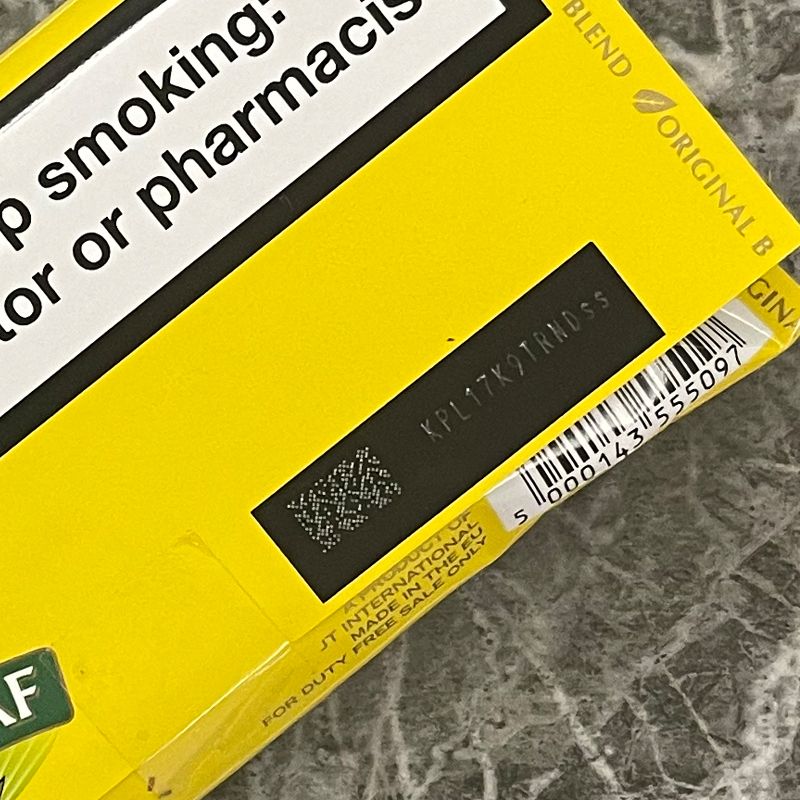 p smoking:
tor or pharmacis
BLEND
ORIGINAL B
GINA
KPL17K9TRNDSS
5 000143 555097
A PRODUCT OF
JT INTERNATIONAL
MADE IN THE EU
FOR DUTY FREE SALE ONLY
AF